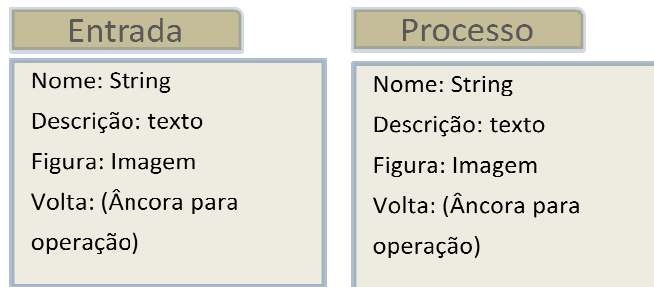 Entrada
Nome: String
Descrição: texto
Figura: Imagem
Volta: (Âncora para
operação)
Processo
Nome: String
Descrição: texto
Figura: Imagem
Volta: (Âncora para
operação)